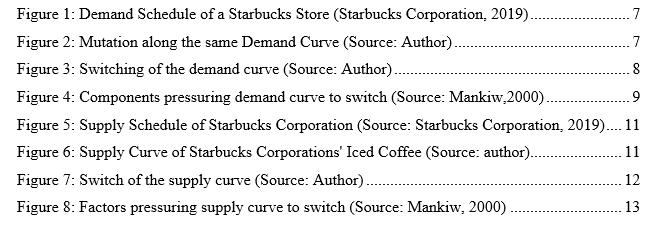 Figure 1: Demand Schedule of a Starbucks Store (Starbucks Corporation, 2019)........................... 7
Figure 2: Mutation along the same Demand Curve (Source: Author)............................................. 7
Figure 3: Switching of the demand curve (Source: Author)............................................................. 8
Figure 4: Components pressuring demand curve to switch (Source: Mankiw,2000)...................... 9
Figure 5: Supply Schedule of Starbucks Corporation (Source: Starbucks Corporation, 2019).... 11
Figure 6: Supply Curve of Starbucks Corporations' Iced Coffee (Source: author)........................ 11
Figure 7: Switch of the supply curve (Source: Author) .................................................................. 12
Figure 8: Factors pressuring supply curve to switch (Source: Mankiw, 2000) ............................. 13